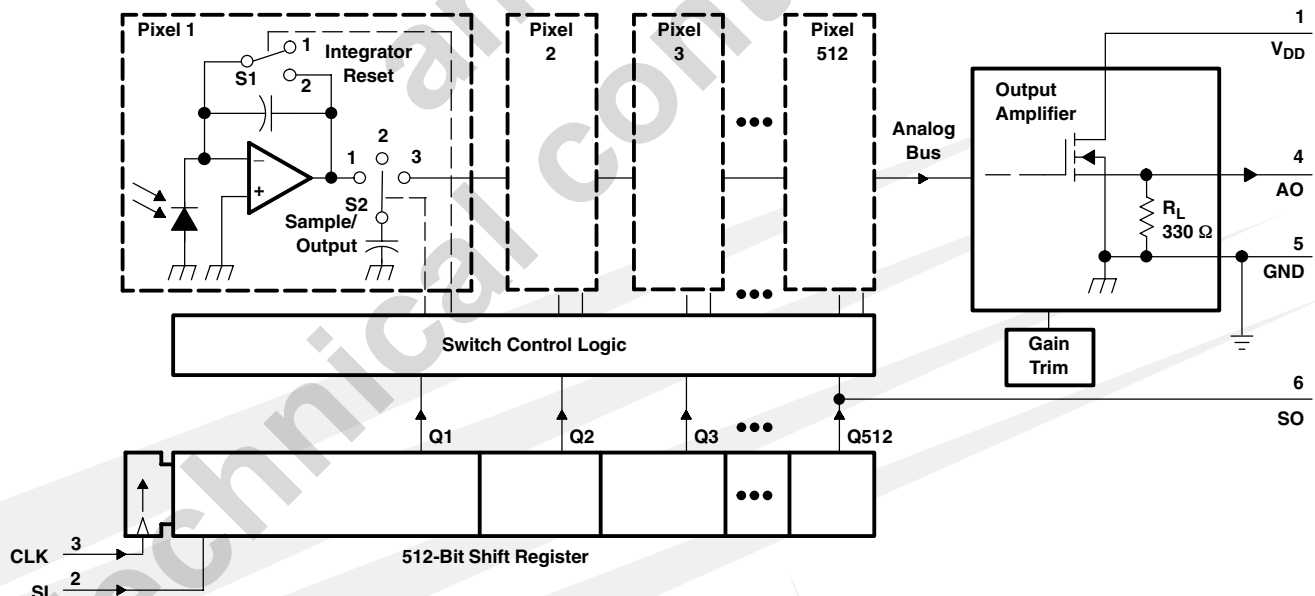 Pixel 1
1
Integrator
Reset
S1
2
−
+
1
2
3
S2
Sample/
Output
Pixel
2
Pixel
3
Pixel
512
Analog
Bus
Output
Amplifier
1
VDD
4
AO
RL
330 Ω
5
GND
Gain
Trim
Switch Control Logic
6
SO
Q1
Q2
Q3
Q512
CLK
3
512-Bit Shift Register
SI
2
technical content